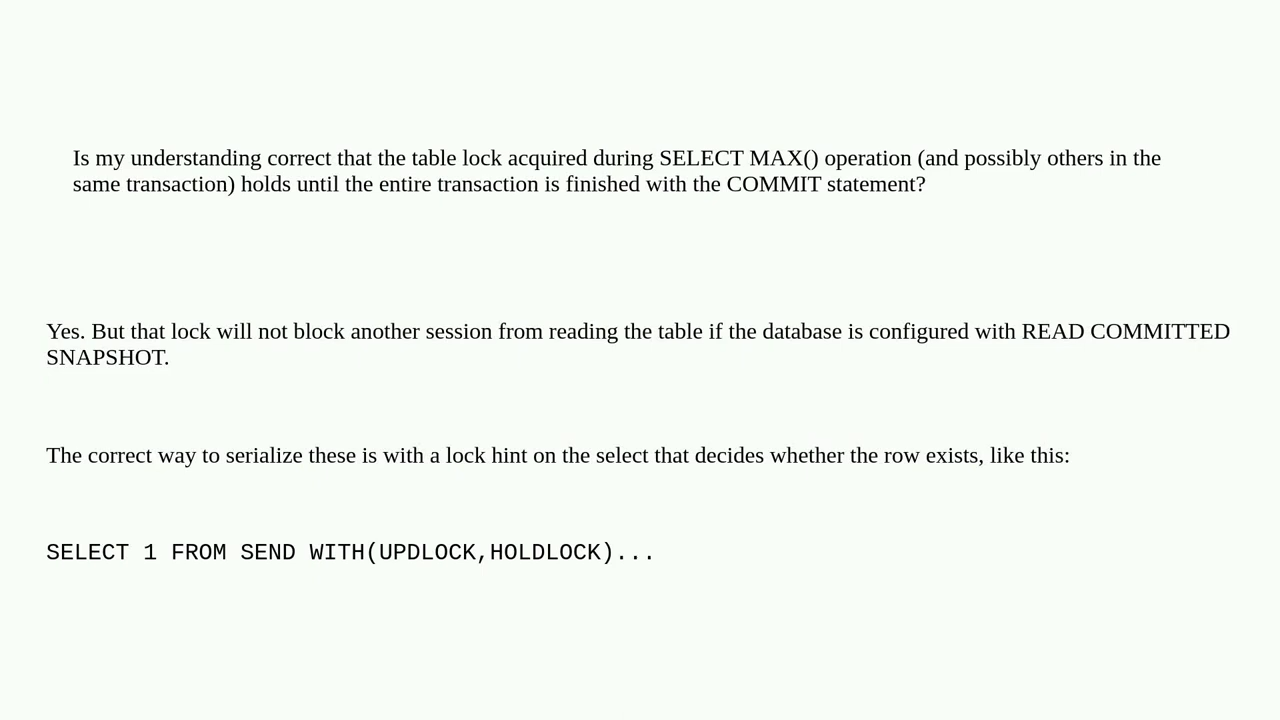 Is my understanding correct that the table lock acquired during SELECT MAX() operation (and possibly others in the
same transaction) holds until the entire transaction is finished with the COMMIT statement?
Yes. But that lock will not block another session from reading the table if the database is configured with READ COMMITTED
SNAPSHOT.
The correct way to serialize these is with a lock hint on the select that decides whether the row exists, like this:
SELECT 1 FROM SEND WITH(UPDLOCK,HOLDLOCK)...